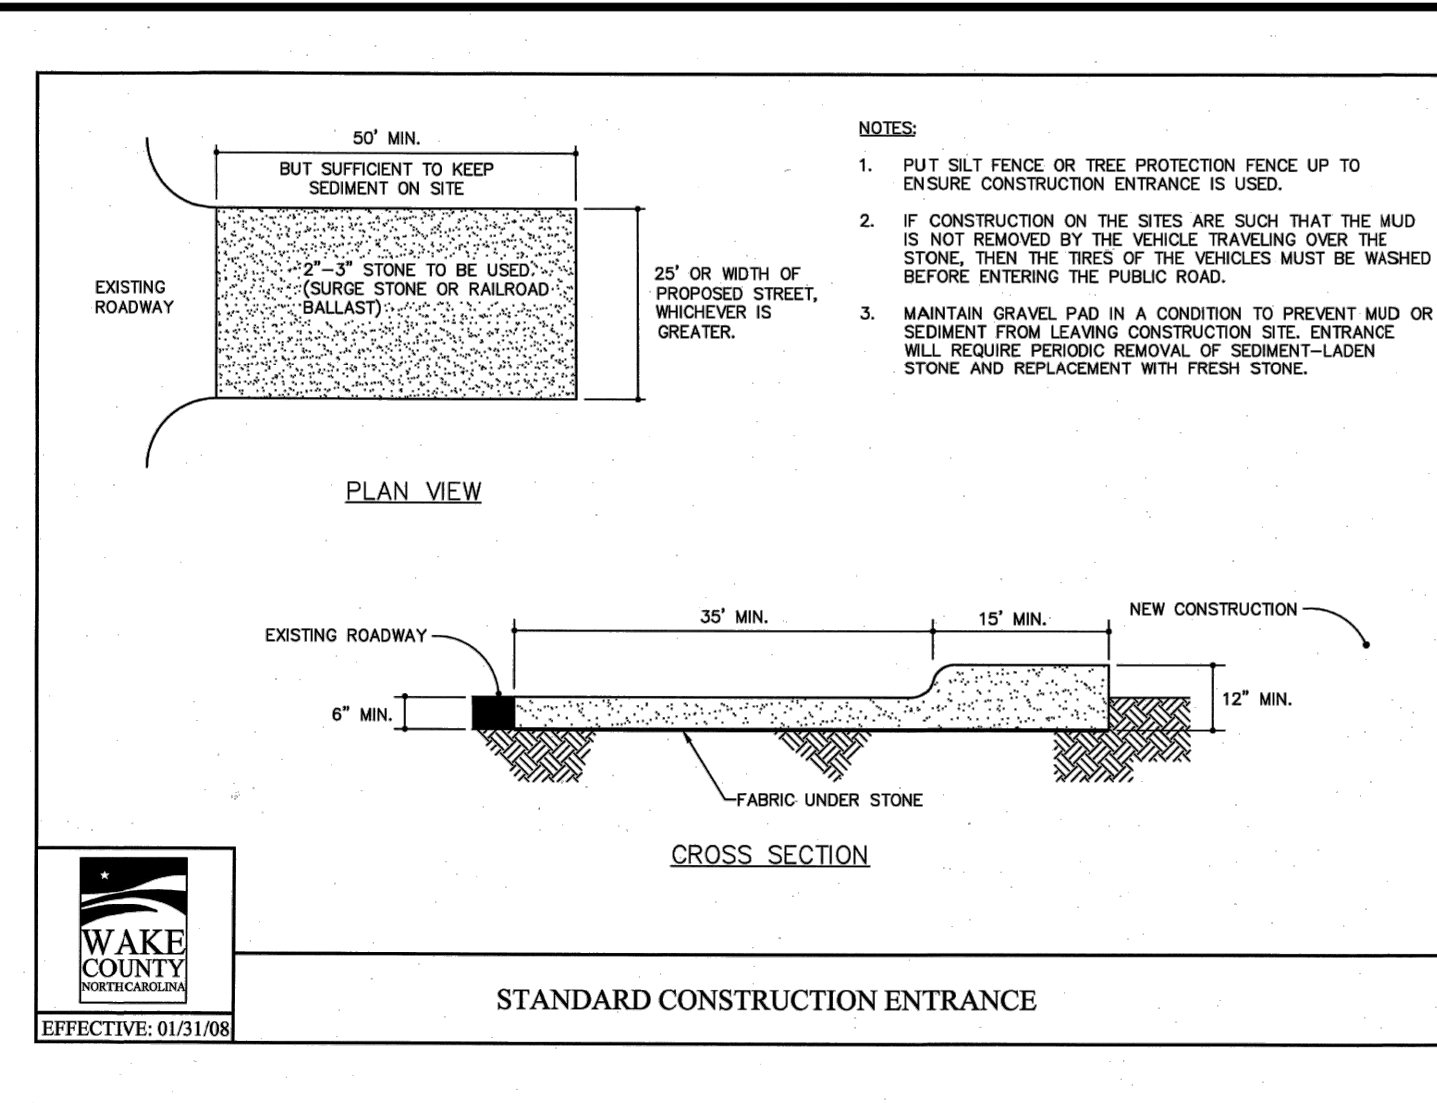 50' MIN.
BUT SUFFICIENT TO KEEP
SEDIMENT ON SITE
EXISTING
ROADWAY
2"-3" STONE TO BE USED.
(SURGE STONE OR RAILROAD
BALLAST)
25' OR WIDTH OF
PROPOSED STREET,
WHICHEVER IS
GREATER.
PLAN VIEW
NOTES:
1. PUT SILT FENCE OR TREE PROTECTION FENCE UP TO
ENSURE CONSTRUCTION ENTRANCE IS USED.
2. IF CONSTRUCTION ON THE SITES ARE SUCH THAT THE MUD
IS NOT REMOVED BY THE VEHICLE TRAVELING OVER THE
STONE, THEN THE TIRES OF THE VEHICLES MUST BE WASHED
BEFORE ENTERING THE PUBLIC ROAD.
3. MAINTAIN GRAVEL PAD IN A CONDITION TO PREVENT MUD OR
SEDIMENT FROM LEAVING CONSTRUCTION SITE. ENTRANCE
WILL REQUIRE PERIODIC REMOVAL OF SEDIMENT-LADEN
STONE AND REPLACEMENT WITH FRESH STONE.
EXISTING ROADWAY
35' MIN.
15' MIN.
NEW CONSTRUCTION
6" MIN.
12" MIN.
FABRIC UNDER STONE
CROSS SECTION
WAKE
COUNTY
NORTH CAROLINA
EFFECTIVE: 01/31/08
STANDARD CONSTRUCTION ENTRANCE